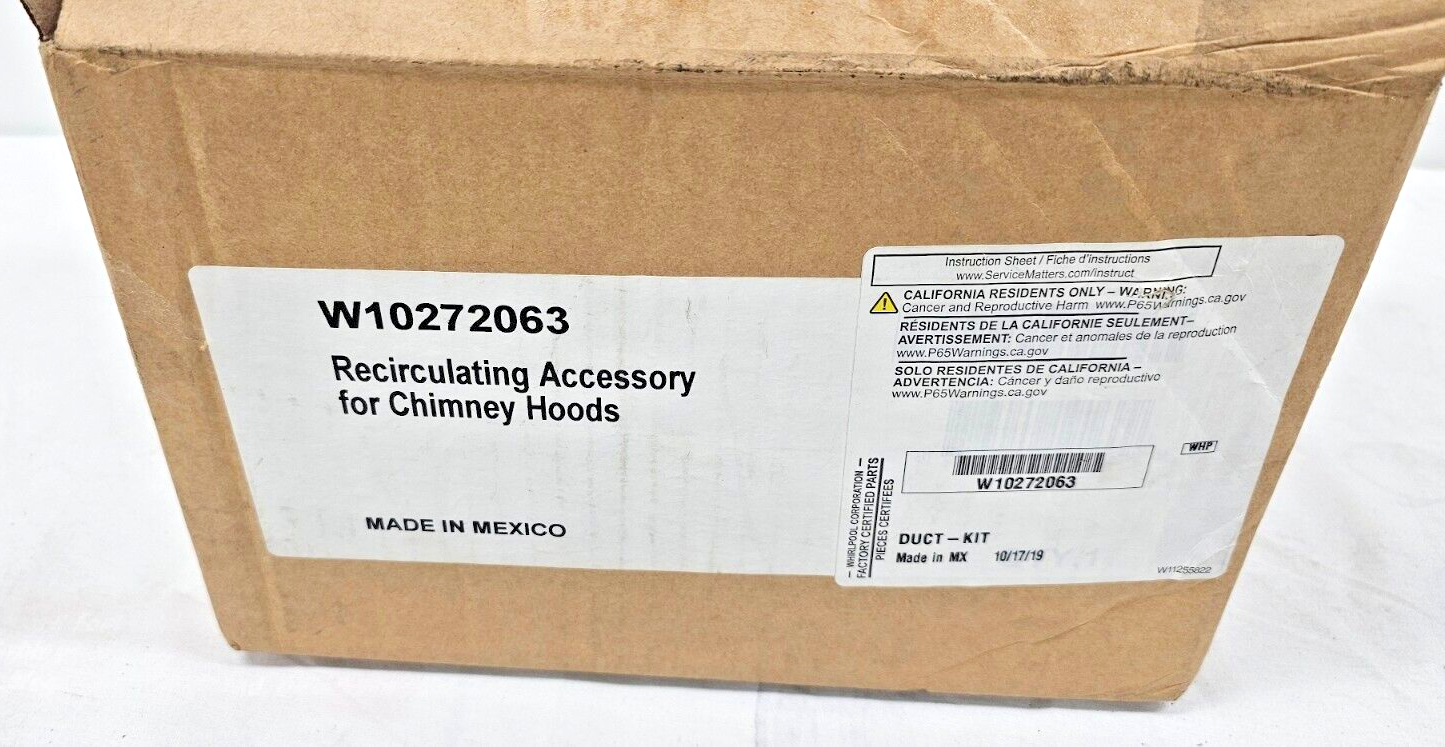 W10272063
Recirculating Accessory
for Chimney Hoods
MADE IN MEXICO
Instruction Sheet / Fiche d'instructions
www.ServiceMatters.com/instruct
CALIFORNIA RESIDENTS ONLY – WARNING:
Cancer and Reproductive Harm www.P65Warnings.ca.gov
RÉSIDENTS DE LA CALIFORNIE SEULEMENT–
AVERTISSEMENT: Cancer et anomales de la reproduction
www.P65Warnings.ca.gov
SOLO RESIDENTES DE CALIFORNIA –
ADVERTENCIA: Cáncer y daño reproductivo
www.P65Warnings.ca.gov
WHP
W10272063
– WHIRLPOOL CORPORATION –
FACTORY CERTIFIED PARTS
PIECES CERTIFEES
DUCT – KIT
Made in MX 10/17/19
W11255822